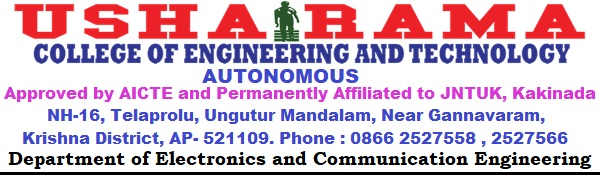 USHA RAMA
COLLEGE OF ENGINEERING AND TECHNOLOGY
AUTONOMOUS
Approved by AICTE and Permanently Affiliated to JNTUK, Kakinada
NH-16, Telaprolu, Ungutur Mandalam, Near Gannavaram,
Krishna District, AP- 521109. Phone : 0866 2527558 , 2527566
Department of Electronics and Communication Engineering